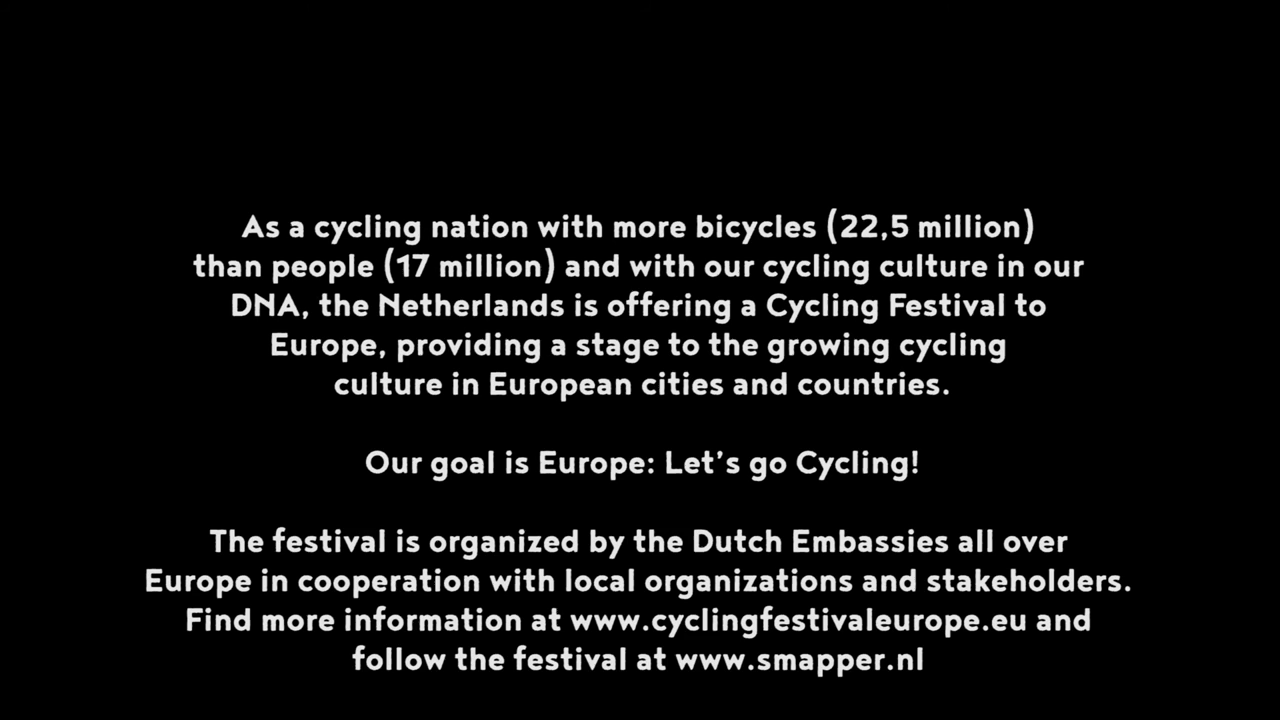 As a cycling nation with more bicycles (22,5 million)
than people (17 million) and with our cycling culture in our
DNA, the Netherlands is offering a Cycling Festival to
Europe, providing a stage to the growing cycling
culture in European cities and countries.
Our goal is Europe: Let's go Cycling!
The festival is organized by the Dutch Embassies all over
Europe in cooperation with local organizations and stakeholders.
Find more information at www.cyclingfestivaleurope.eu and
follow the festival at www.smapper.nl